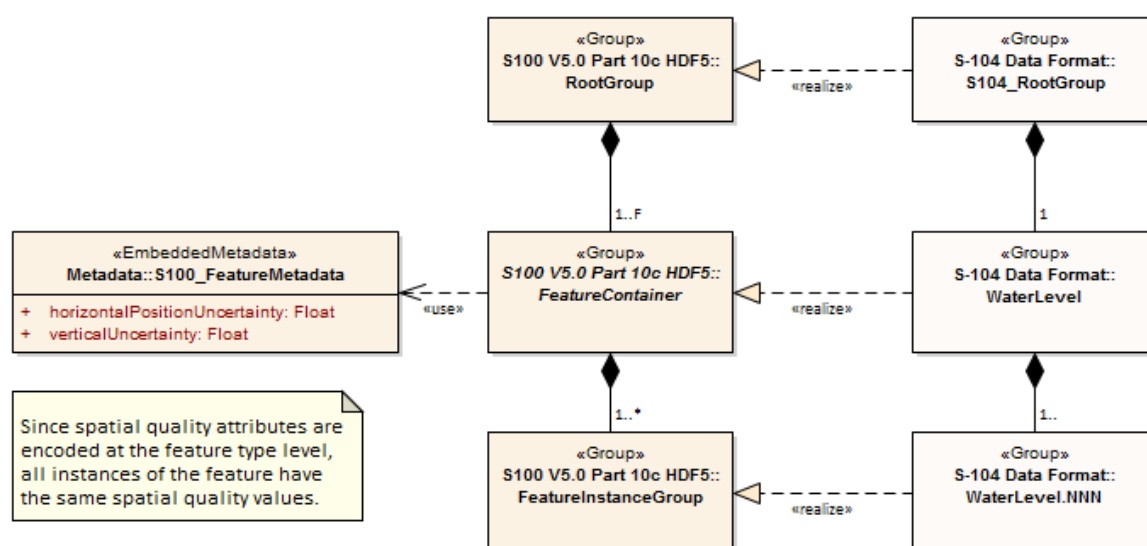 «Group»
S100 V5.0 Part 10c HDF5::
RootGroup
«realize»
«Group»
S-104 Data Format::
S104_RootGroup
1..F
1
«EmbeddedMetadata»
Metadata::S100_FeatureMetadata
+ horizontalPositionUncertainty: Float
+ verticalUncertainty: Float
«use»
«Group»
S100 V5.0 Part 10c HDF5::
FeatureContainer
«realize»
«Group»
S-104 Data Format::
WaterLevel
1..*
1..
Since spatial quality attributes are
encoded at the feature type level,
all instances of the feature have
the same spatial quality values.
«Group»
S100 V5.0 Part 10c HDF5::
FeatureInstanceGroup
«realize»
«Group»
S-104 Data Format::
WaterLevel.NNN